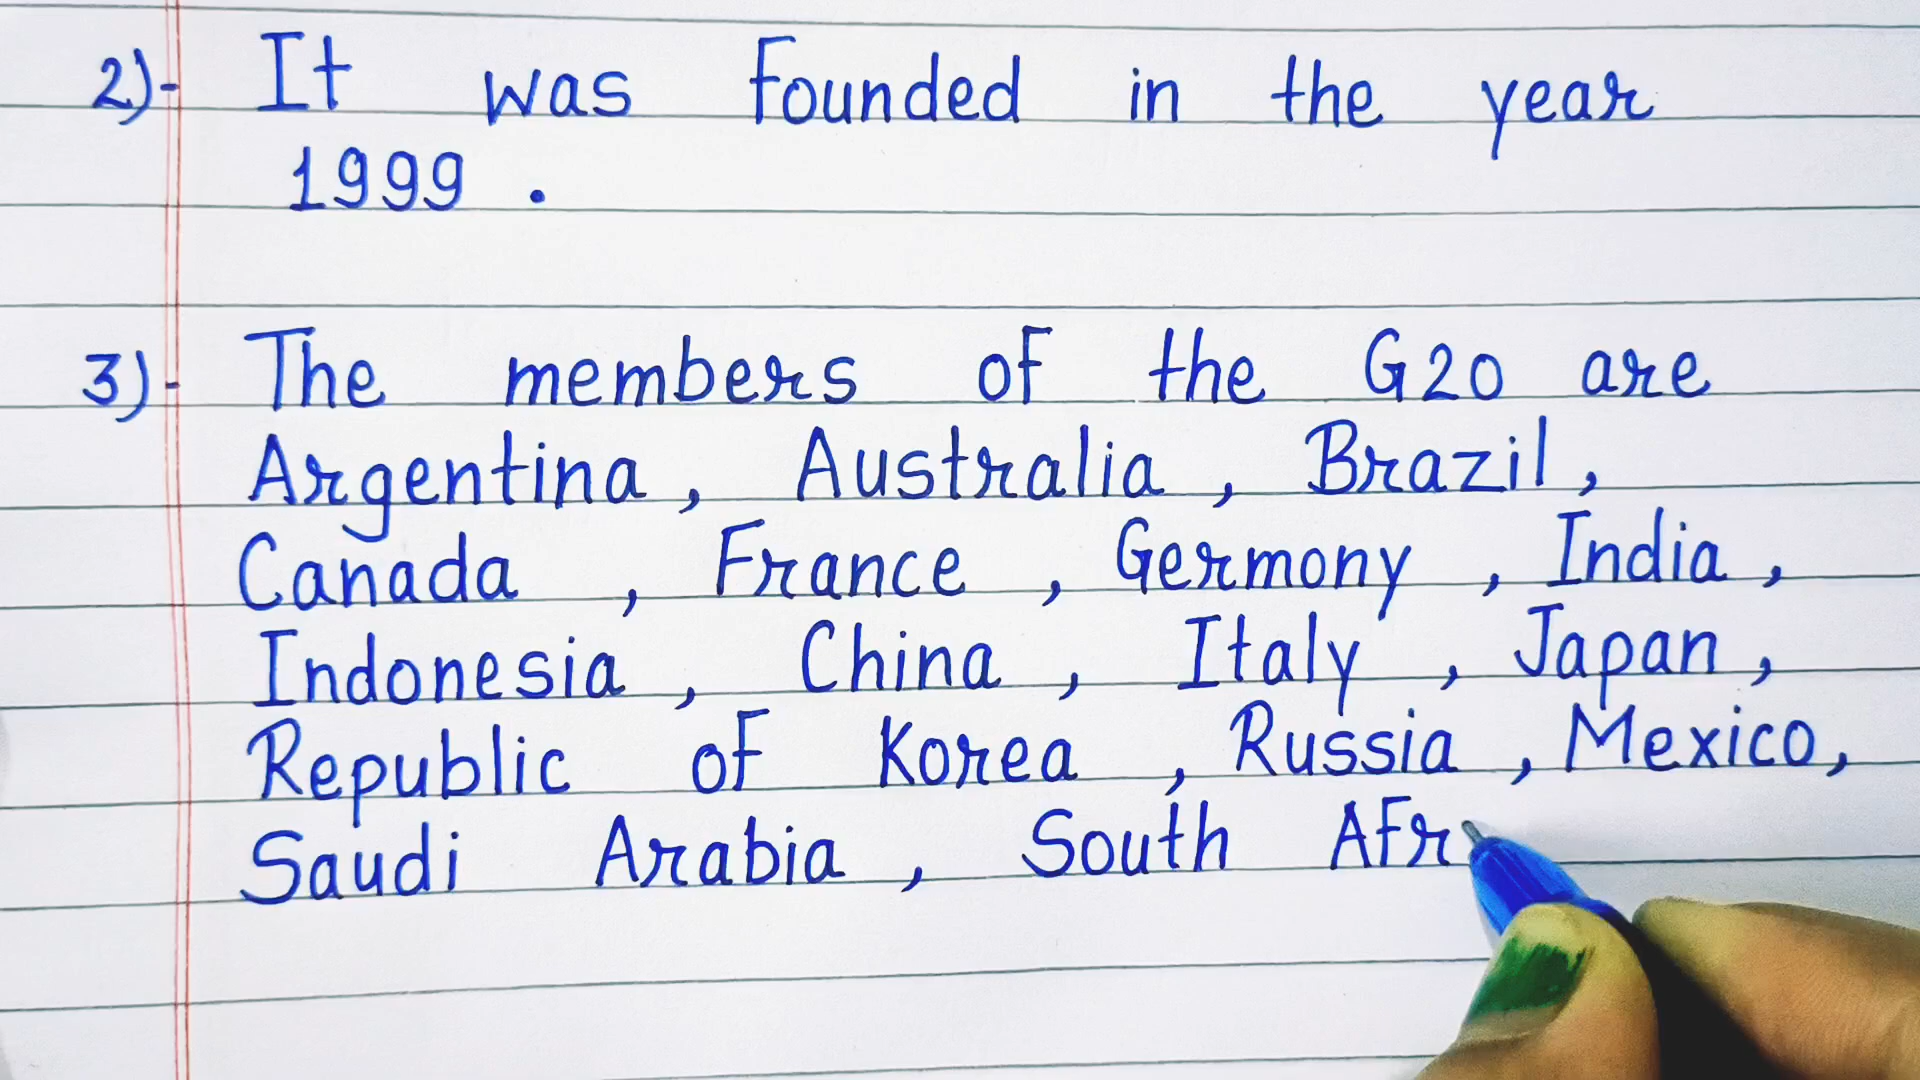 2)- It was founded in the year
1999 .
3)- The members of the G20 are
Argentina , Australia , Brazil ,
Canada , France , Germony , India ,
Indonesia , China , Italy , Japan ,
Republic of Korea , Russia , Mexico,
Saudi Arabia , South Afr